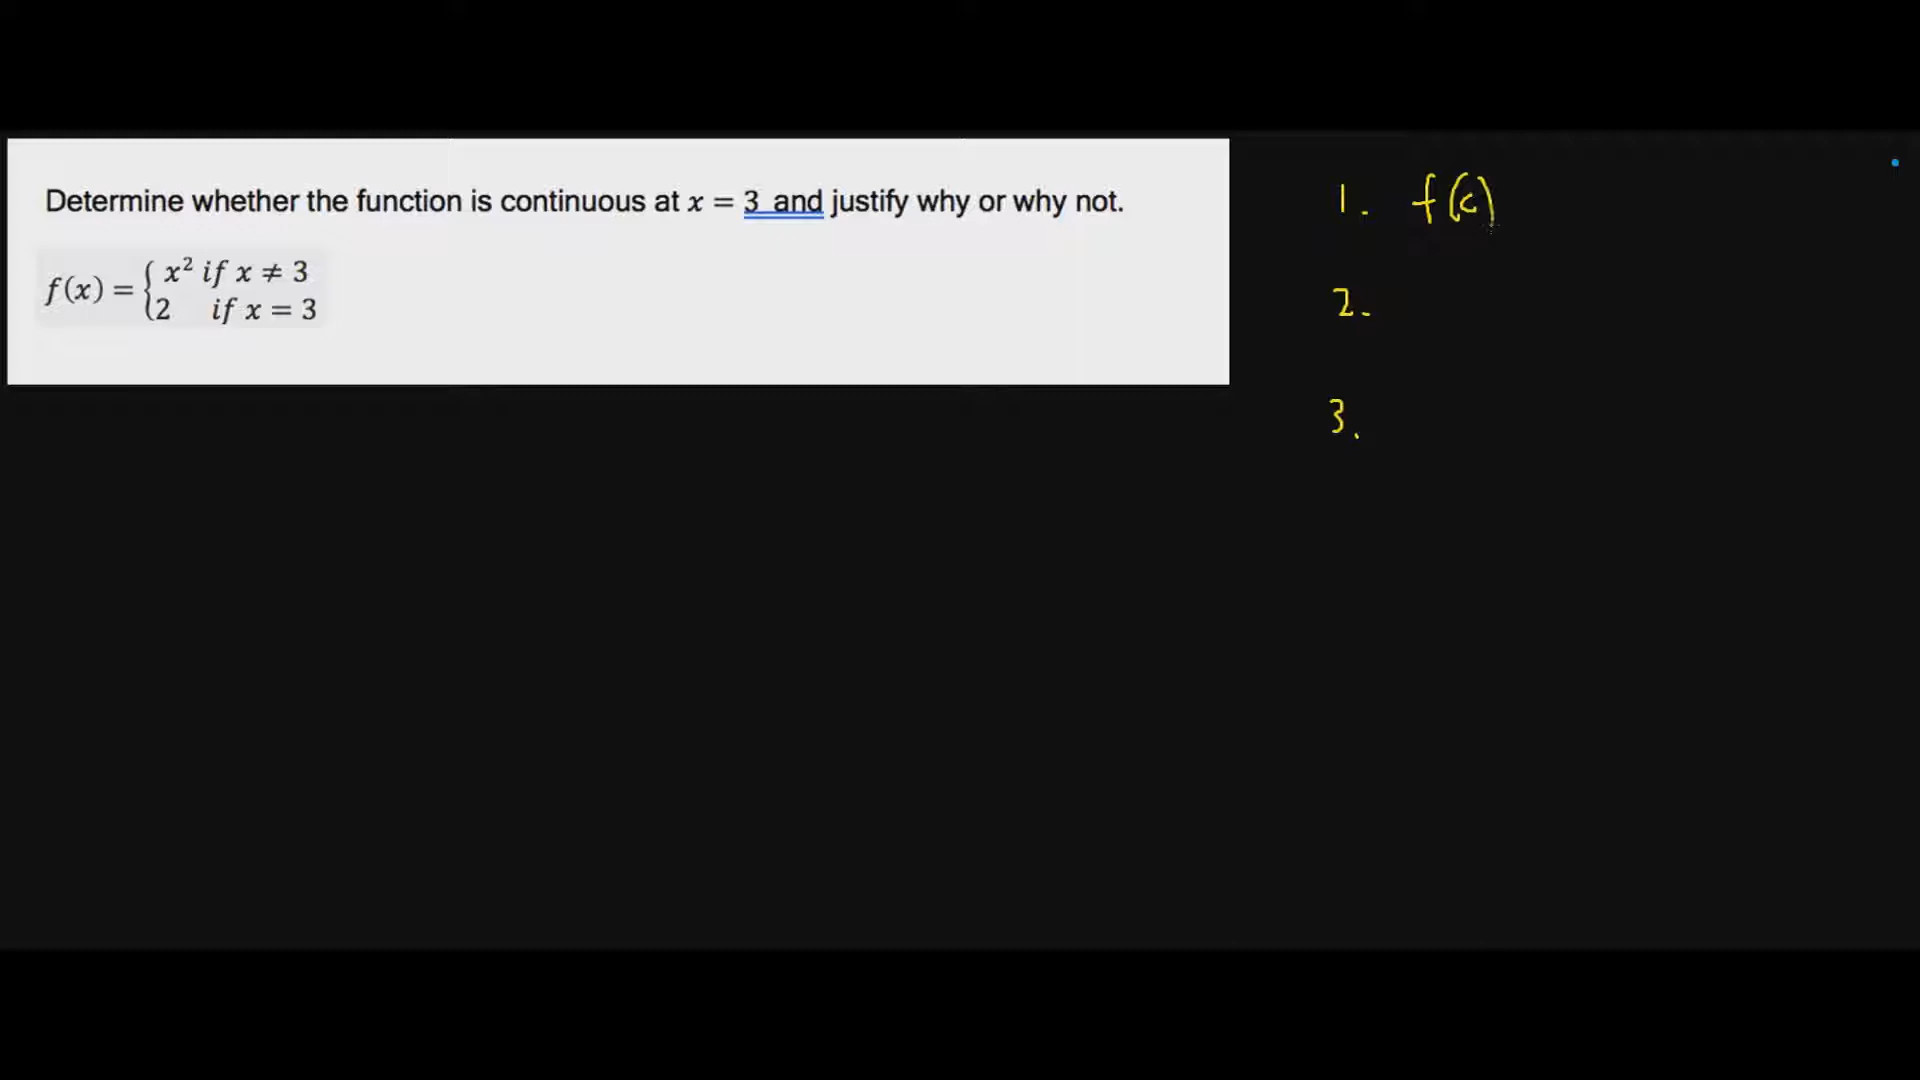 Determine whether the function is continuous at x = 3 and justify why or why not.
f(x) = { x² if x ≠ 3
2 if x = 3
1. f(c)
2.
3.